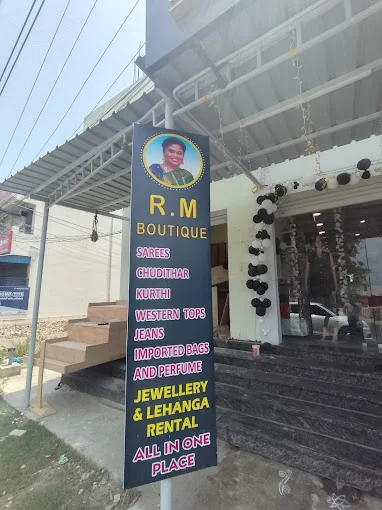 R.M
BOUTIQUE
SAREES
CHUDITHAR
KURTHI
WESTERN TOPS
JEANS
IMPORTED BAGS
AND PERFUME
JEWELLERY
& LEHANGA
RENTAL
ALL IN ONE
PLACE